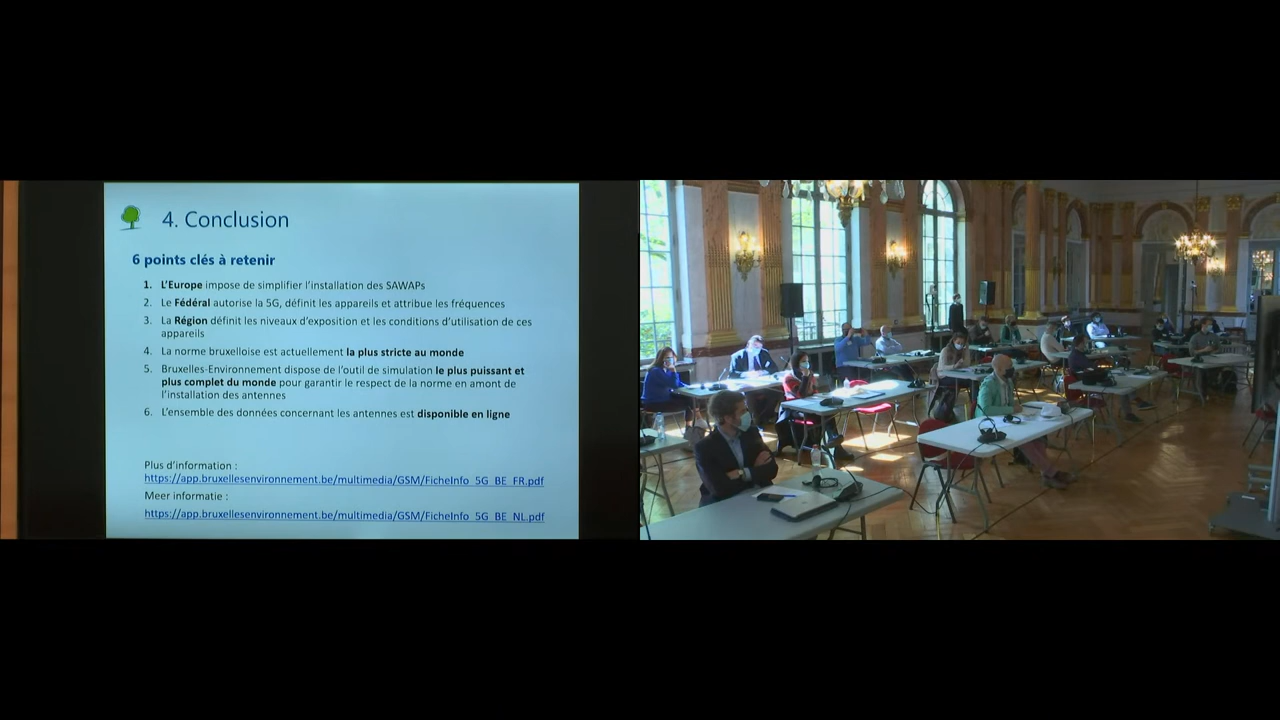 4. Conclusion
6 points clés à retenir
1. L'Europe impose de simplifier l'installation des SAWAPs
2. Le Fédéral autorise la 5G, définit les appareils et attribue les fréquences
3. La Région définit les niveaux d'exposition et les conditions d'utilisation de ces
appareils
4. La norme bruxelloise est actuellement la plus stricte au monde
5. Bruxelles-Environnement dispose de l'outil de simulation le plus puissant et
plus complet du monde pour garantir le respect de la norme en amont de
l'installation des antennes
6. L'ensemble des données concernant les antennes est disponible en ligne
Plus d'information :
https://app.bruxellesenvironnement.be/multimedia/GSM/FicheInfo_5G_BE_FR.pdf
Meer informatie :
https://app.bruxellesenvironnement.be/multimedia/GSM/FicheInfo_5G_BE_NL.pdf